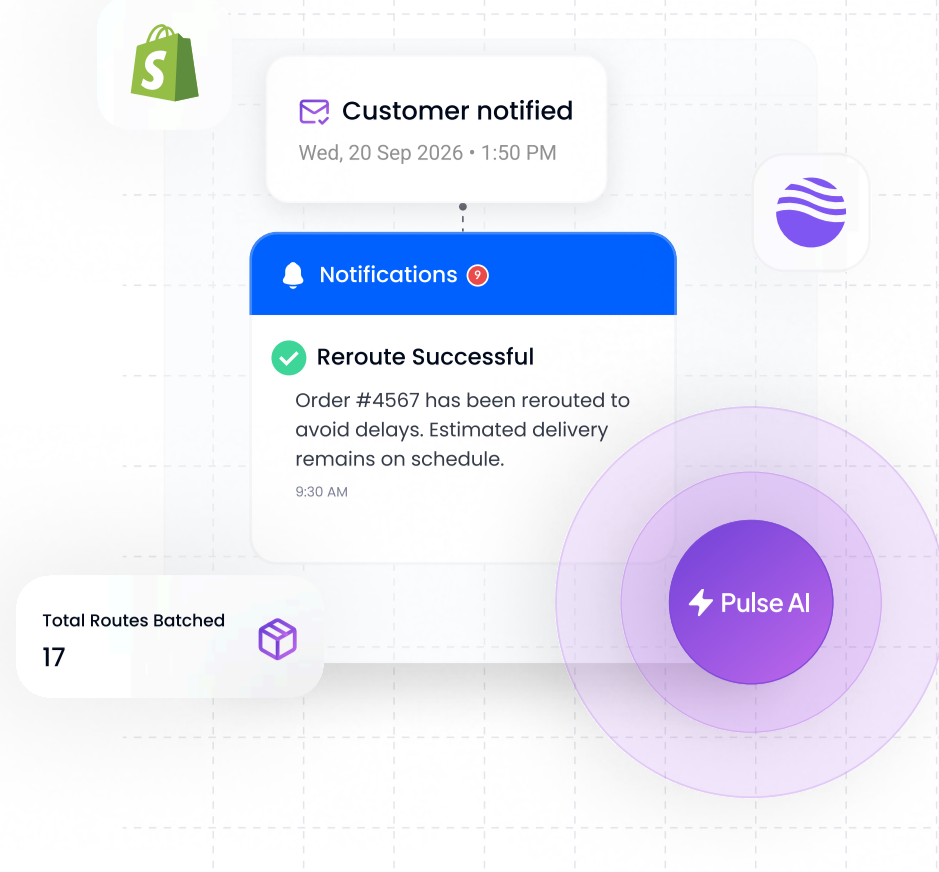 S
Customer notified
Wed, 20 Sep 2026 • 1:50 PM
Notifications 9
Reroute Successful
Order #4567 has been rerouted to
avoid delays. Estimated delivery
remains on schedule.
9:30 AM
Total Routes Batched
17
Pulse AI